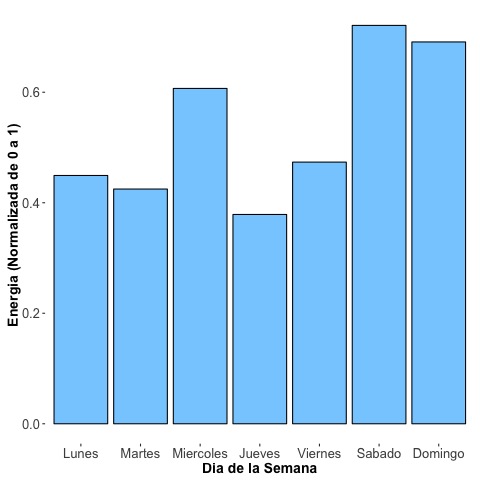 Energia (Normalizada de 0 a 1)
0.6
0.4
0.2
0.0
Lunes Martes Miercoles Jueves Viernes Sabado Domingo
Dia de la Semana